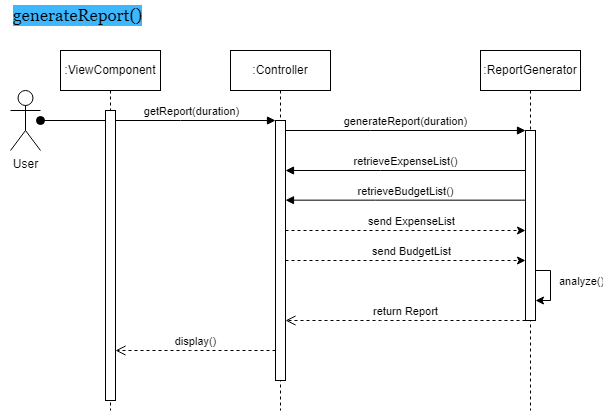 generateReport()
:ViewComponent
:Controller
:ReportGenerator
User
getReport(duration)
generateReport(duration)
retrieveExpenseList()
retrieveBudgetList()
send ExpenseList
send BudgetList
analyze()
return Report
display()